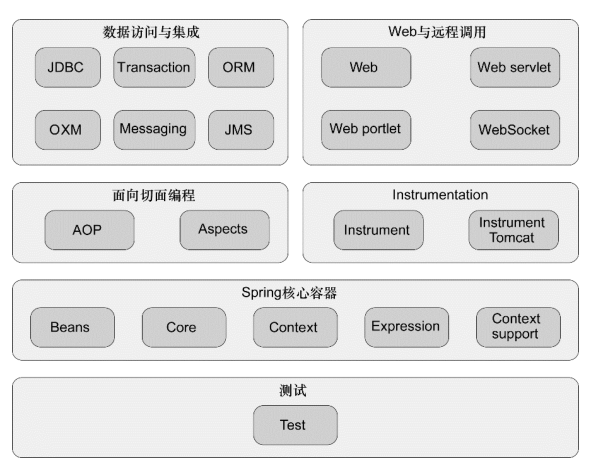 数据访问与集成
JDBC
Transaction
ORM
OXM
Messaging
JMS
Web与远程调用
Web
Web servlet
Web portlet
WebSocket
面向切面编程
AOP
Aspects
Instrumentation
Instrument
Instrument
Tomcat
Spring核心容器
Beans
Core
Context
Expression
Context
support
测试
Test